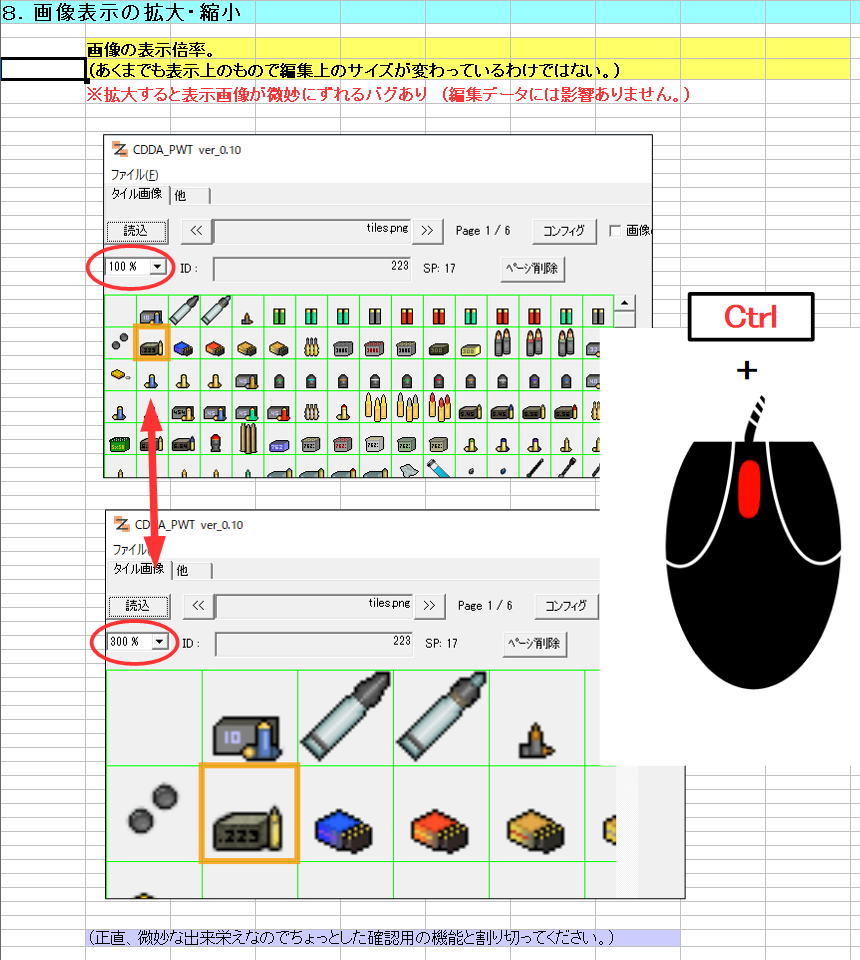 8. 画像表示の拡大・縮小
画像の表示倍率。
(あくまでも表示上のもので編集上のサイズが変わっているわけではない。)
※拡大すると表示画像が微妙にずれるバグあり (編集データには影響ありません。)
CDDA_PWT ver_0.10
ファイル(F)
タイル画像 他
読込 << tiles.png >> Page 1 / 6 コンフィグ 画像
100 % ID : 223 SP: 17 ページ削除
Ctrl
+
CDDA_PWT ver_0.10
ファイル
タイル画像 他
読込 << tiles.png >> Page 1 / 6 コンフィグ
300 % ID : 223 SP: 17 ページ削除
10
.223
(正直、微妙な出来栄えなのでちょっとした確認用の機能と割り切ってください。)